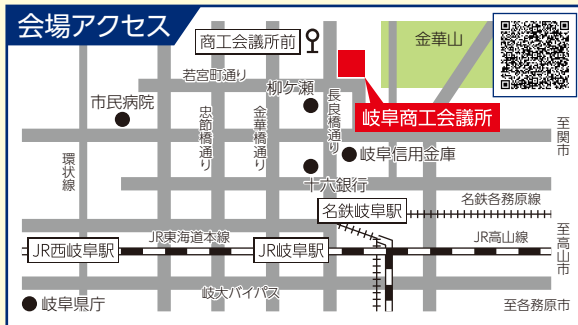 会場アクセス
商工会議所前
金華山
若宮町通り
柳ケ瀬
長良橋通り
市民病院
忠節橋通り
金華橋通り
岐阜商工会議所
至関市
環状線
岐阜信用金庫
十六銀行
名鉄各務原線
名鉄岐阜駅
JR東海道本線
JR高山線
JR西岐阜駅
JR岐阜駅
至高山市
岐大バイパス
岐阜県庁
至各務原市